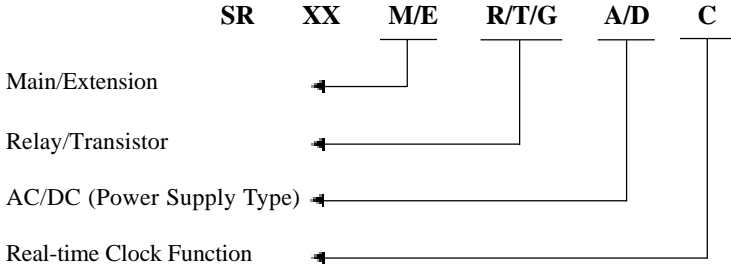 SR XX M/E R/T/G A/D C
Main/Extension
Relay/Transistor
AC/DC (Power Supply Type)
Real-time Clock Function